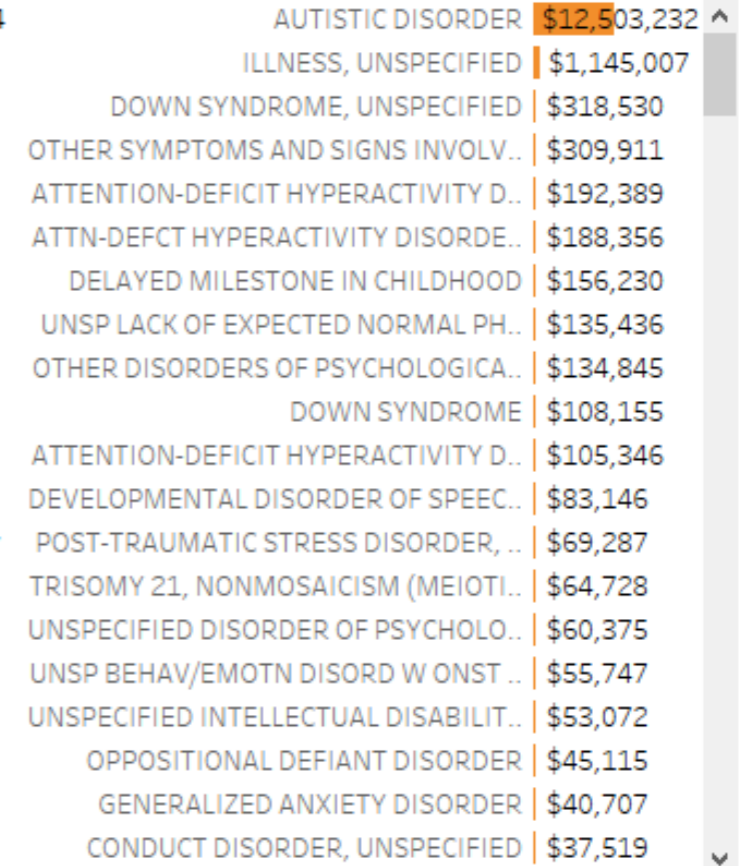 AUTISTIC DISORDER $12,503,232
ILLNESS, UNSPECIFIED $1,145,007
DOWN SYNDROME, UNSPECIFIED $318,530
OTHER SYMPTOMS AND SIGNS INVOLV.. $309,911
ATTENTION-DEFICIT HYPERACTIVITY D.. $192,389
ATTN-DEFCT HYPERACTIVITY DISORDE.. $188,356
DELAYED MILESTONE IN CHILDHOOD $156,230
UNSP LACK OF EXPECTED NORMAL PH.. $135,436
OTHER DISORDERS OF PSYCHOLOGICA.. $134,845
DOWN SYNDROME $108,155
ATTENTION-DEFICIT HYPERACTIVITY D.. $105,346
DEVELOPMENTAL DISORDER OF SPEEC.. $83,146
POST-TRAUMATIC STRESS DISORDER, .. $69,287
TRISOMY 21, NONMOSAICISM (MEIOTI.. $64,728
UNSPECIFIED DISORDER OF PSYCHOLO.. $60,375
UNSP BEHAV/EMOTN DISORD W ONST .. $55,747
UNSPECIFIED INTELLECTUAL DISABILIT.. $53,072
OPPOSITIONAL DEFIANT DISORDER $45,115
GENERALIZED ANXIETY DISORDER $40,707
CONDUCT DISORDER, UNSPECIFIED $37,519